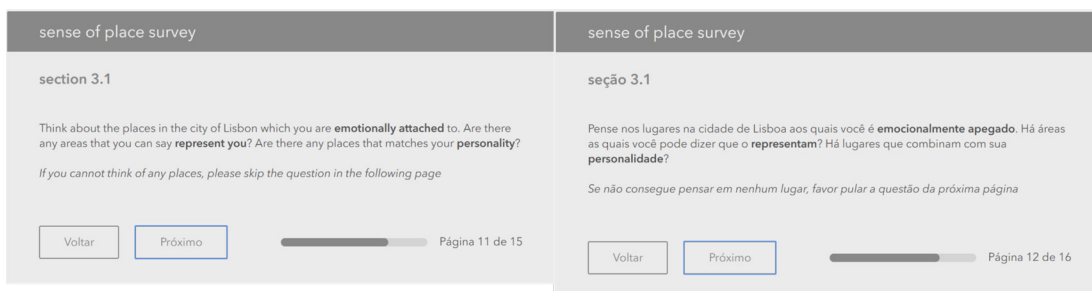 sense of place survey
section 3.1
Think about the places in the city of Lisbon which you are emotionally attached to. Are there
any areas that you can say represent you? Are there any places that matches your personality?
If you cannot think of any places, please skip the question in the following page
Voltar
Próximo
Página 11 de 15
sense of place survey
seção 3.1
Pense nos lugares na cidade de Lisboa aos quais você é emocionalmente apegado. Há áreas
as quais você pode dizer que o representam? Há lugares que combinam com sua
personalidade?
Se não consegue pensar em nenhum lugar, favor pular a questão da próxima página
Voltar
Próximo
Página 12 de 16